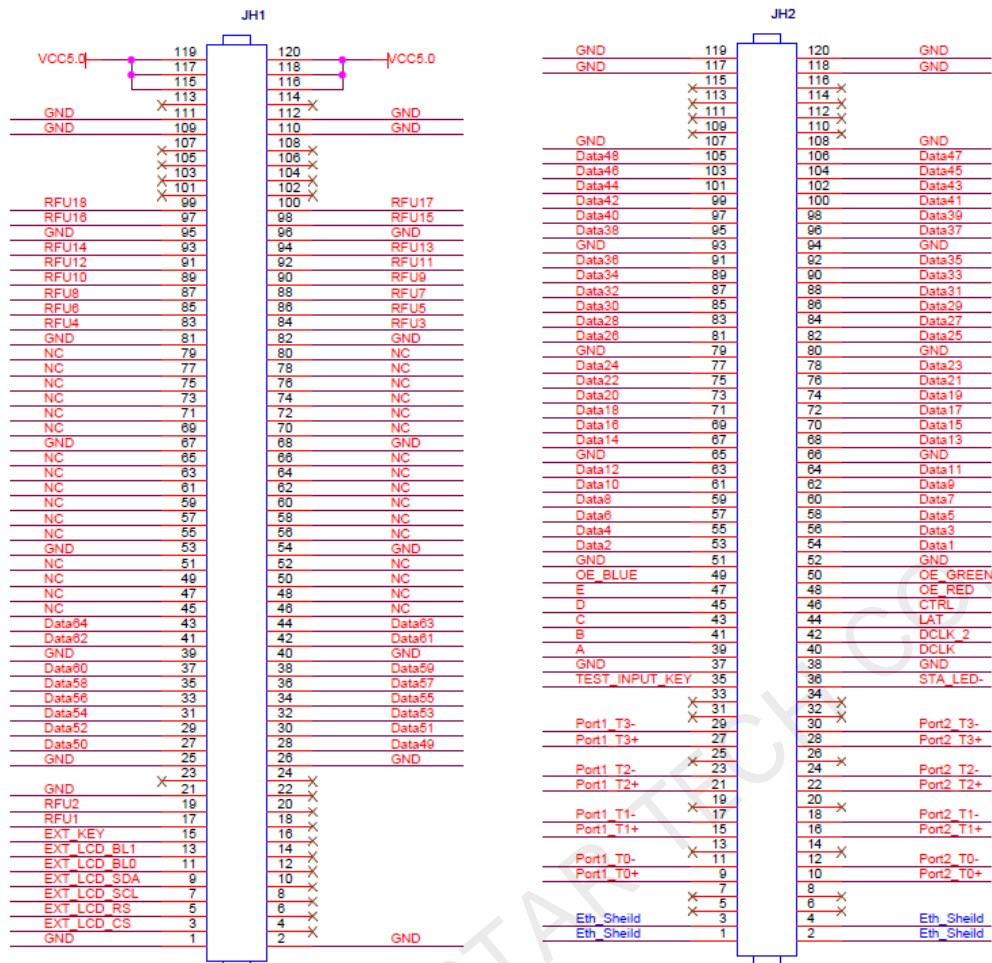 JH1
VCC5.0 119 120 VCC5.0
117 118
115 116
113 114
GND 111 112 GND
GND 109 110 GND
107 108
105 106
103 104
101 102
RFU18 99 100 RFU17
RFU16 97 98 RFU15
GND 95 96 GND
RFU14 93 94 RFU13
RFU12 91 92 RFU11
RFU10 89 90 RFU9
RFU8 87 88 RFU7
RFU6 85 86 RFU5
RFU4 83 84 RFU3
GND 81 82 GND
NC 79 80 NC
NC 77 78 NC
NC 75 76 NC
NC 73 74 NC
NC 71 72 NC
NC 69 70 NC
GND 67 68 GND
NC 65 66 NC
NC 63 64 NC
NC 61 62 NC
NC 59 60 NC
NC 57 58 NC
NC 55 56 NC
GND 53 54 GND
NC 51 52 NC
NC 49 50 NC
NC 47 48 NC
NC 45 46 NC
Data64 43 44 Data63
Data62 41 42 Data61
GND 39 40 GND
Data60 37 38 Data59
Data58 35 36 Data57
Data56 33 34 Data55
Data54 31 32 Data53
Data52 29 30 Data51
Data50 27 28 Data49
GND 25 26 GND
23 24
GND 21 22
RFU2 19 20
RFU1 17 18
EXT_KEY 15 16
EXT_LCD_BL1 13 14
EXT_LCD_BL0 11 12
EXT_LCD_SDA 9 10
EXT_LCD_SCL 7 8
EXT_LCD_RS 5 6
EXT_LCD_CS 3 4
GND 1 2 GND
JH2
GND 119 120 GND
GND 117 118 GND
115 116
113 114
111 112
109 110
GND 107 108 GND
Data48 105 106 Data47
Data46 103 104 Data45
Data44 101 102 Data43
Data42 99 100 Data41
Data40 97 98 Data39
Data38 95 96 Data37
GND 93 94 GND
Data36 91 92 Data35
Data34 89 90 Data33
Data32 87 88 Data31
Data30 85 86 Data29
Data28 83 84 Data27
Data26 81 82 Data25
GND 79 80 GND
Data24 77 78 Data23
Data22 75 76 Data21
Data20 73 74 Data19
Data18 71 72 Data17
Data16 69 70 Data15
Data14 67 68 Data13
GND 65 66 GND
Data12 63 64 Data11
Data10 61 62 Data9
Data8 59 60 Data7
Data6 57 58 Data5
Data4 55 56 Data3
Data2 53 54 Data1
GND 51 52 GND
OE_BLUE 49 50 OE_GREEN
E 47 48 OE_RED
D 45 46 CTRL
C 43 44 LAT
B 41 42 DCLK_2
A 39 40 DCLK
GND 37 38 GND
TEST_INPUT_KEY 35 36 STA_LED-
33 34
31 32
Port1_T3- 29 30 Port2_T3-
Port1_T3+ 27 28 Port2_T3+
25 26
Port1_T2- 23 24 Port2_T2-
Port1_T2+ 21 22 Port2_T2+
19 20
Port1_T1- 17 18 Port2_T1-
Port1_T1+ 15 16 Port2_T1+
13 14
Port1_T0- 11 12 Port2_T0-
Port1_T0+ 9 10 Port2_T0+
7 8
5 6
Eth_Sheild 3 4 Eth_Sheild
Eth_Sheild 1 2 Eth_Sheild
STAR TECH CO